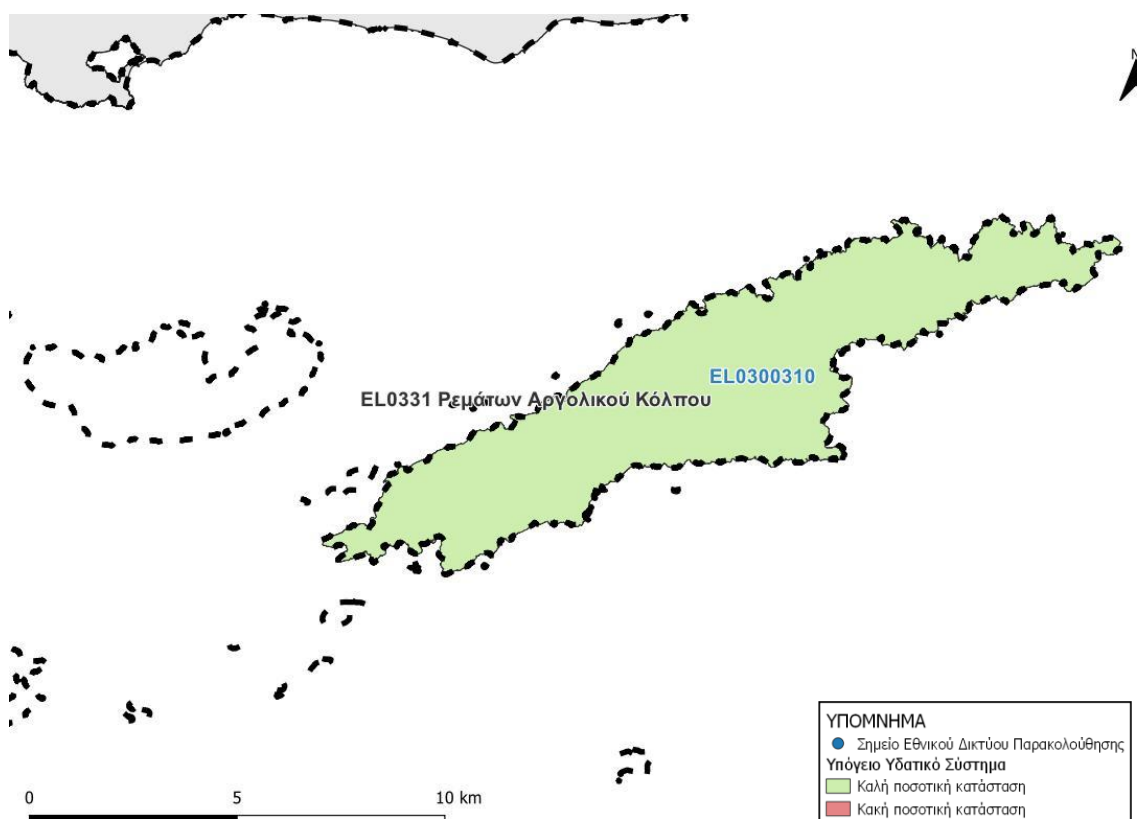 N
EL0300310
EL0331 Ρεμάτων Αργολικού Κόλπου
ΥΠΟΜΝΗΜΑ
Σημείο Εθνικού Δικτύου Παρακολούθησης
Υπόγειο Υδατικό Σύστημα
Καλή ποσοτική κατάσταση
Κακή ποσοτική κατάσταση
0 5 10 km